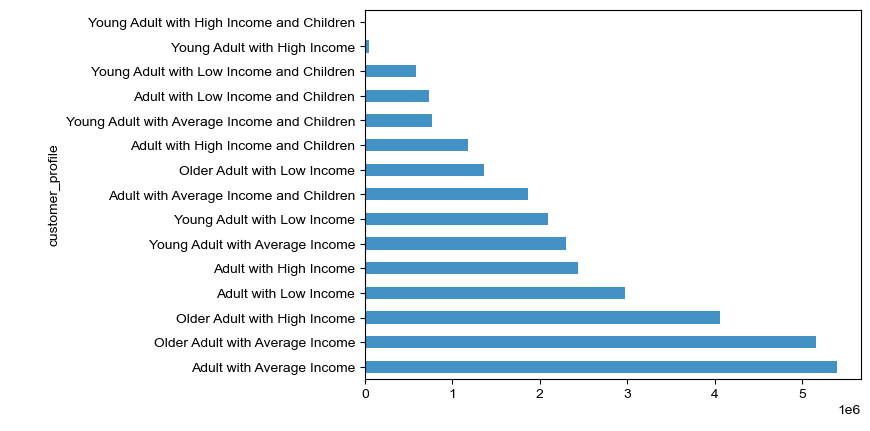 Young Adult with High Income and Children
Young Adult with High Income
Young Adult with Low Income and Children
Adult with Low Income and Children
Young Adult with Average Income and Children
Adult with High Income and Children
Older Adult with Low Income
Adult with Average Income and Children
Young Adult with Low Income
Young Adult with Average Income
Adult with High Income
Adult with Low Income
Older Adult with High Income
Older Adult with Average Income
Adult with Average Income
customer_profile
0 1 2 3 4 5
1e6